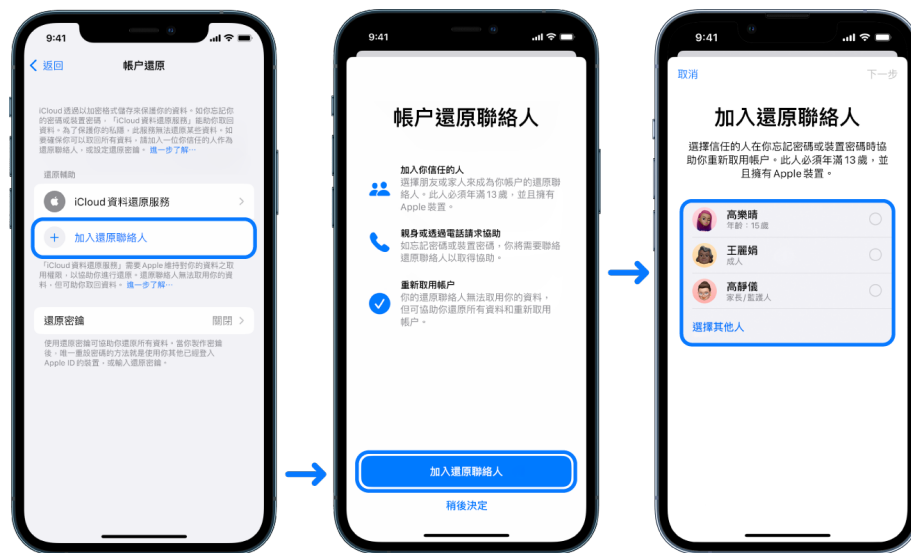 9:41
返回
帳户還原
iCloud 透過以加密格式儲存來保護你的資料。如你忘記你
的密碼或裝置密碼,「iCloud 資料還原服務」能助你取回
資料。為了保護你的私隱,此服務無法還原某些資料。如
要確保你可以取回所有資料,請加入一位你信任的人作為
還原聯絡人,或設定還原密鑰。進一步了解…
還原輔助
iCloud 資料還原服務
加入還原聯絡人
「iCloud 資料還原服務」需要 Apple 維持對你的資料之取
用權限,以協助你進行還原。還原聯絡人無法取用你的資
料,但可助你取回資料。進一步了解…
還原密鑰
關閉
使用還原密鑰可協助你還原所有資料。當你製作密鑰
後,唯一重設密碼的方法就是使用你其他已經登入
Apple ID 的裝置,或輸入還原密鑰。
9:41
帳户還原聯絡人
加入你信任的人
選擇朋友或家人來成為你帳户的還原聯
絡人。此人必須年滿 13 歲,並且擁有
Apple 裝置。
親身或透過電話請求協助
如忘記密碼或裝置密碼,你將需要聯絡
還原聯絡人以取得協助。
重新取用帳户
你的還原聯絡人無法取用你的資料,
但可協助你還原所有資料和重新取用
帳户。
加入還原聯絡人
稍後決定
9:41
取消
下一步
加入還原聯絡人
選擇信任的人在你忘記密碼或裝置密碼時協
助你重新取用帳户。此人必須年滿 13 歲,並
且擁有 Apple 裝置。
高樂晴
年齡:15 歲
王麗娟
成人
高靜儀
家長/監護人
選擇其他人